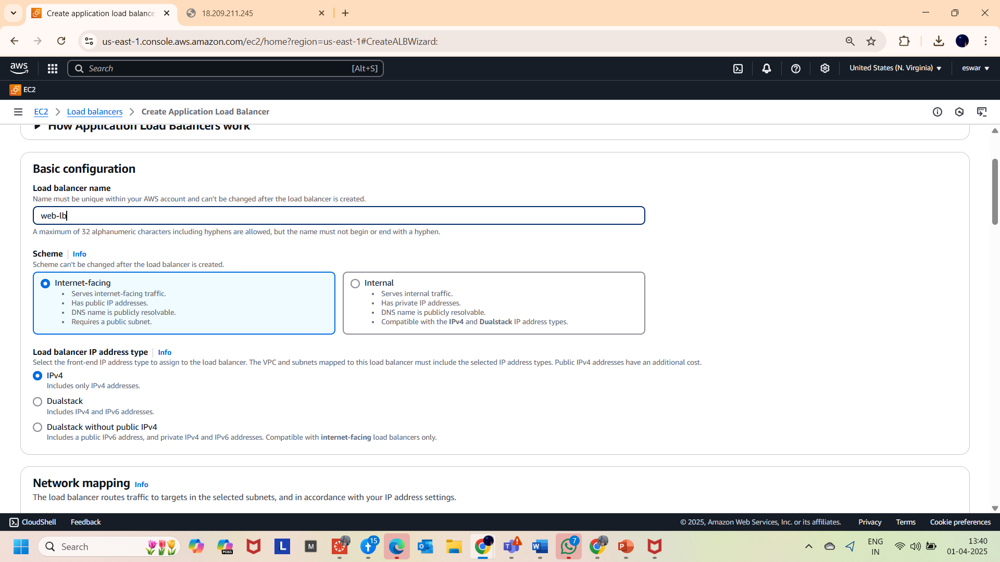 Create application load balance
18.209.211.245
us-east-1.console.aws.amazon.com/ec2/home?region=us-east-1#CreateALBWizard:
aws
Search
[Alt+S]
United States (N. Virginia)
eswar
EC2
EC2
Load balancers
Create Application Load Balancer
How Application Load Balancers work
Basic configuration
Load balancer name
Name must be unique within your AWS account and can't be changed after the load balancer is created.
web-lb
A maximum of 32 alphanumeric characters including hyphens are allowed, but the name must not begin or end with a hyphen.
Scheme
Info
Scheme can't be changed after the load balancer is created.
Internet-facing
• Serves internet-facing traffic.
• Has public IP addresses.
• DNS name is publicly resolvable.
• Requires a public subnet.
Internal
• Serves internal traffic.
• Has private IP addresses.
• DNS name is publicly resolvable.
• Compatible with the IPv4 and Dualstack IP address types.
Load balancer IP address type
Info
Select the front-end IP address type to assign to the load balancer. The VPC and subnets mapped to this load balancer must include the selected IP address types. Public IPv4 addresses have an additional cost.
IPv4
Includes only IPv4 addresses.
Dualstack
Includes IPv4 and IPv6 addresses.
Dualstack without public IPv4
Includes a public IPv6 address, and private IPv4 and IPv6 addresses. Compatible with internet-facing load balancers only.
Network mapping
Info
The load balancer routes traffic to targets in the selected subnets, and in accordance with your IP address settings.
CloudShell
Feedback
© 2025, Amazon Web Services, Inc. or its affiliates.
Privacy
Terms
Cookie preferences
Search
M365
L
M
15
7
ENG
IN
13:40
01-04-2025